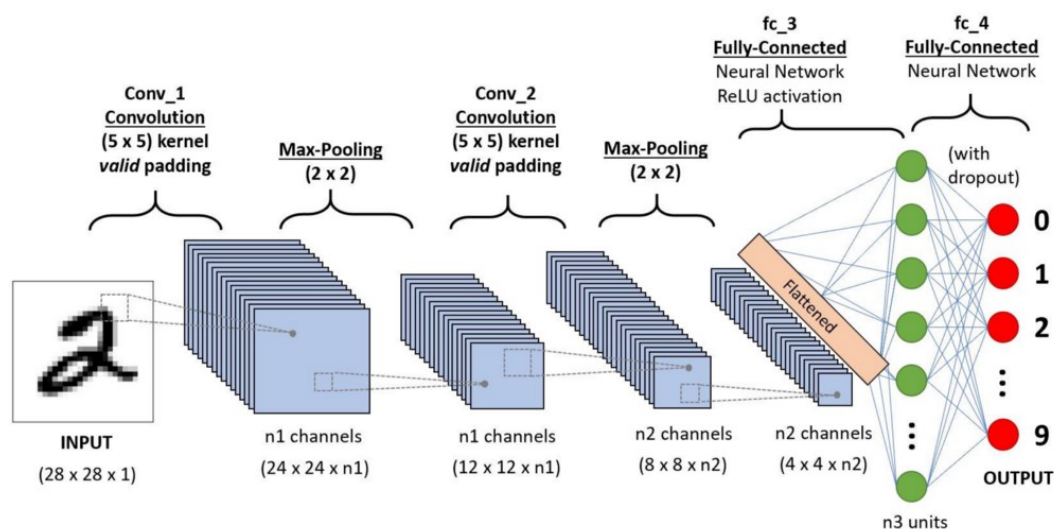 Conv_1
Convolution
(5 x 5) kernel
valid padding
Max-Pooling
(2 x 2)
Conv_2
Convolution
(5 x 5) kernel
valid padding
Max-Pooling
(2 x 2)
fc_3
Fully-Connected
Neural Network
ReLU activation
fc_4
Fully-Connected
Neural Network
(with
dropout)
Flattened
0
1
2
9
OUTPUT
INPUT
(28 x 28 x 1)
n1 channels
(24 x 24 x n1)
n1 channels
(12 x 12 x n1)
n2 channels
(8 x 8 x n2)
n2 channels
(4 x 4 x n2)
n3 units
2